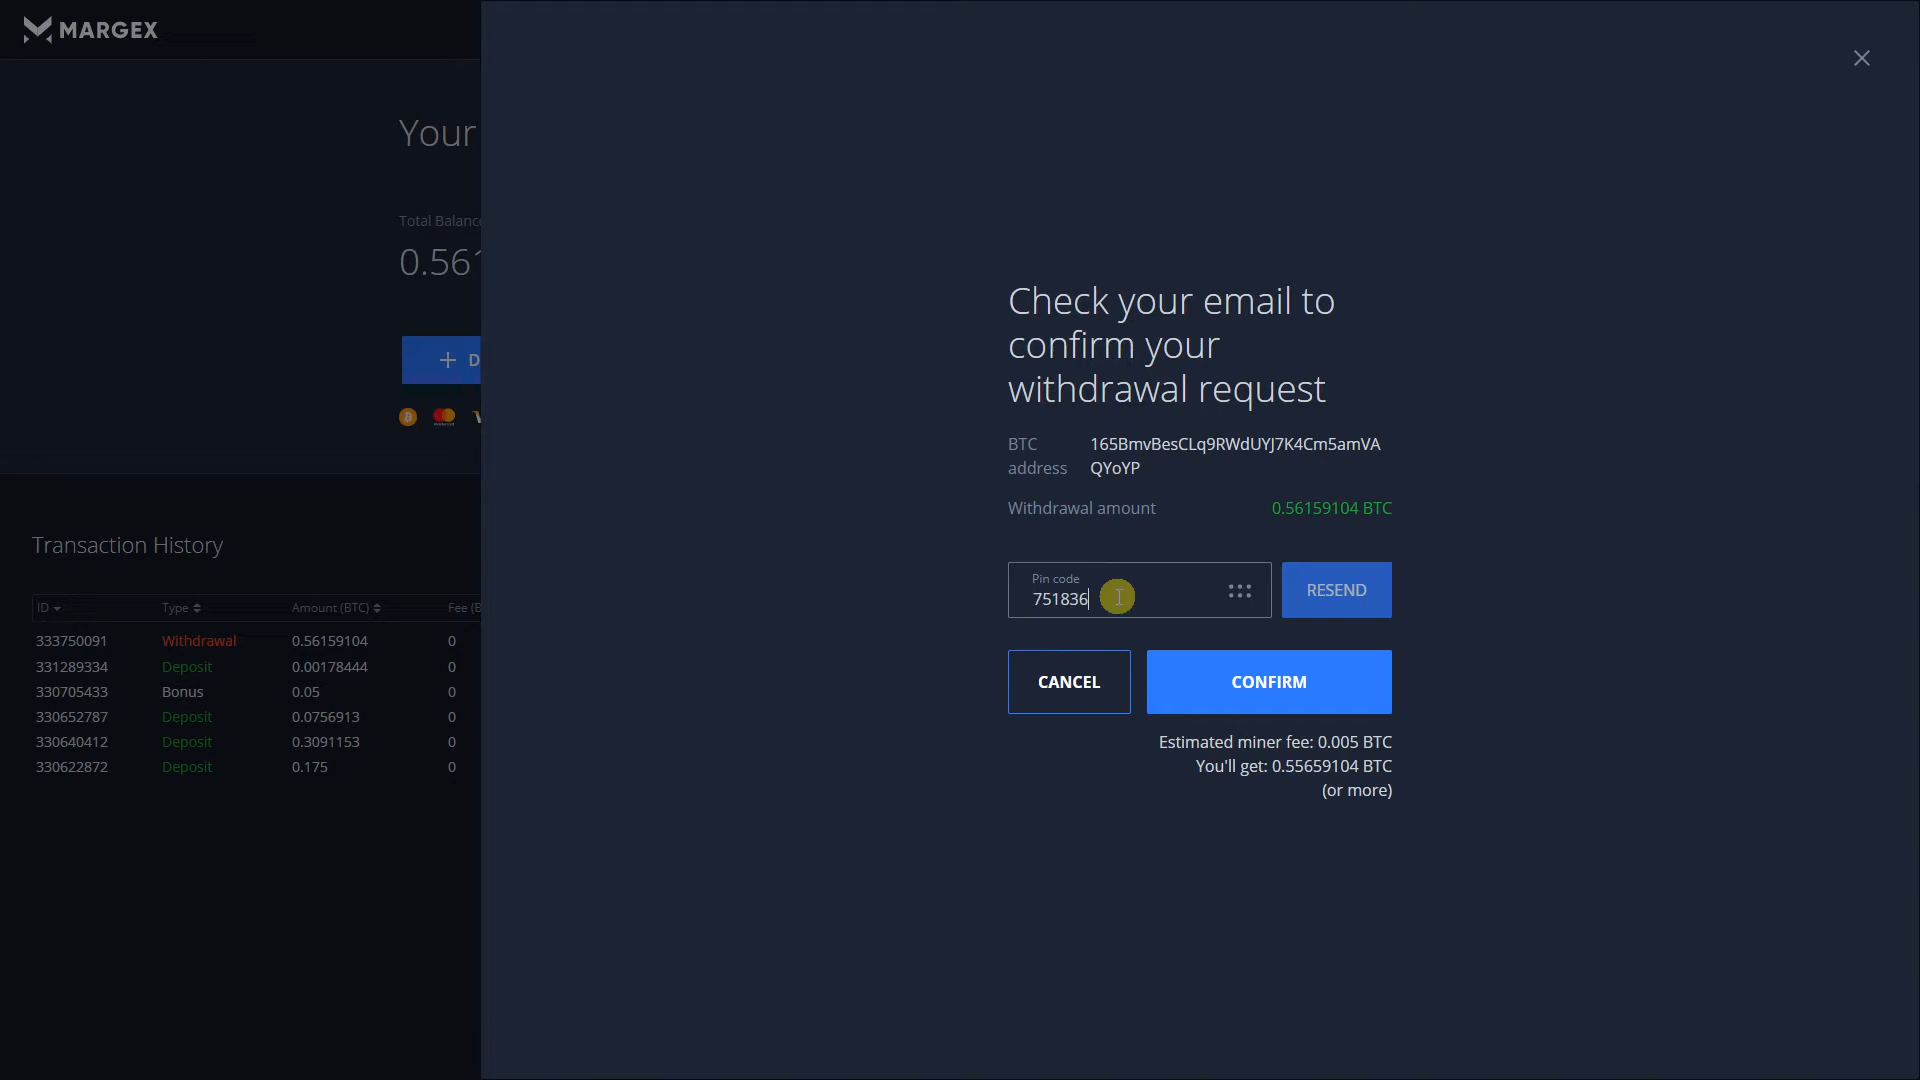 MARGEX
Your
Total Balance
0.561
+ D
Transaction History
ID Type Amount (BTC) Fee (B
333750091 Withdrawal 0.56159104 0
331289334 Deposit 0.00178444 0
330705433 Bonus 0.05 0
330652787 Deposit 0.0756913 0
330640412 Deposit 0.3091153 0
330622872 Deposit 0.175 0
Check your email to
confirm your
withdrawal request
BTC 165BmvBesCLq9RWdUYJ7K4Cm5amVA
address QYoYP
Withdrawal amount 0.56159104 BTC
Pin code
751836
RESEND
CANCEL CONFIRM
Estimated miner fee: 0.005 BTC
You'll get: 0.55659104 BTC
(or more)